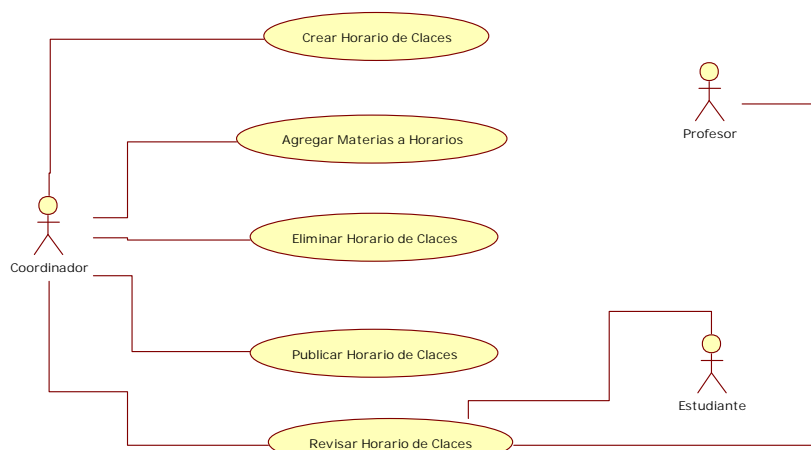 Crear Horario de Claces
Profesor
Agregar Materias a Horarios
Eliminar Horario de Claces
Coordinador
Publicar Horario de Claces
Estudiante
Revisar Horario de Claces